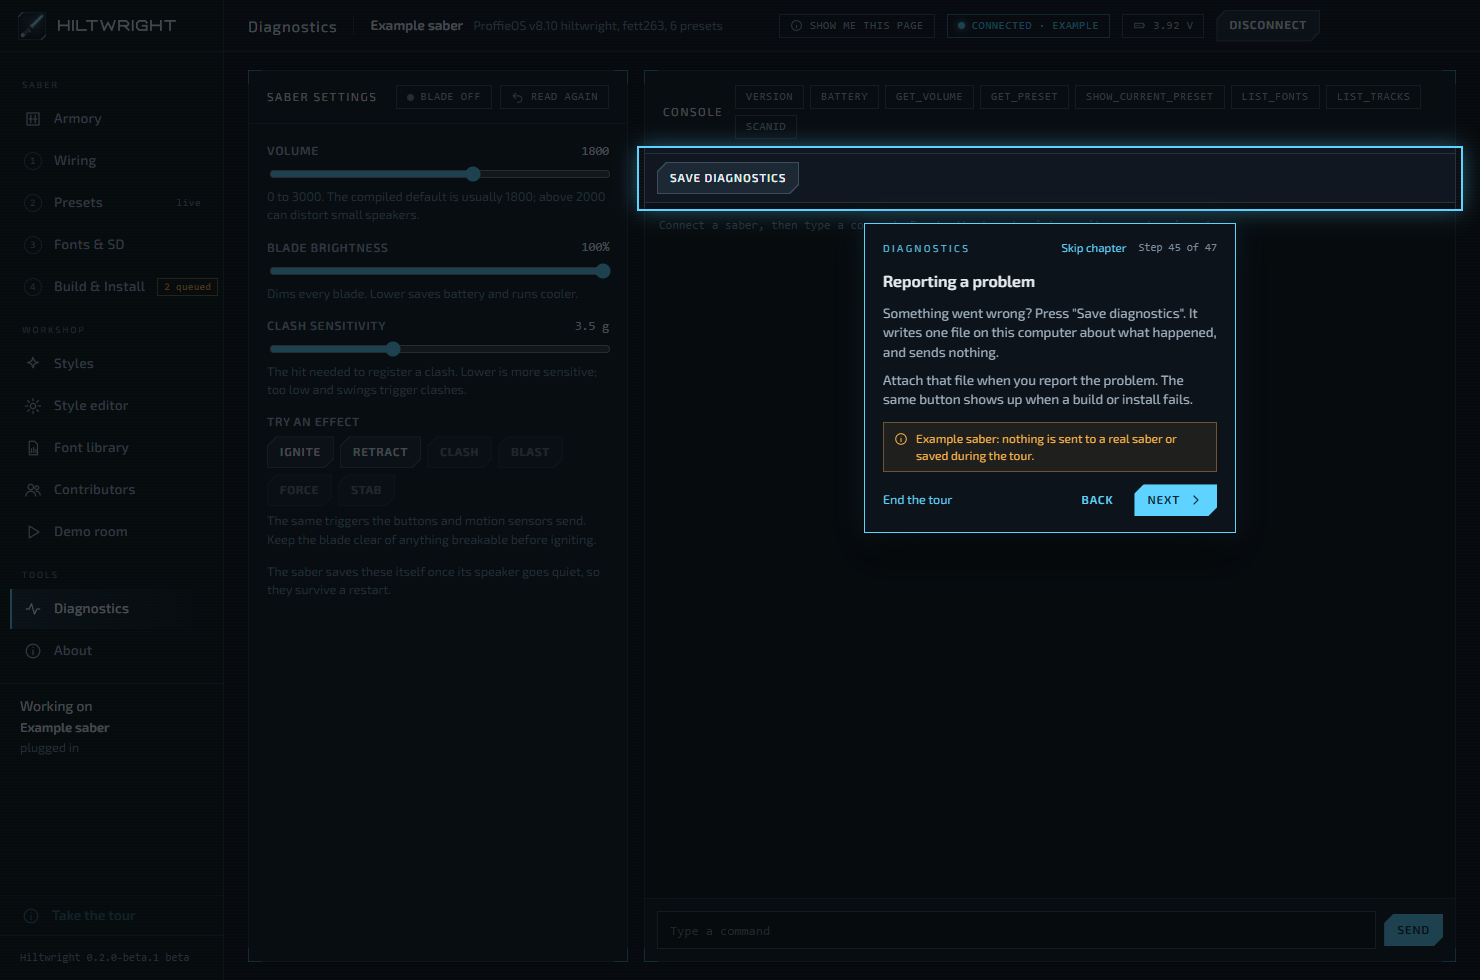 HILTWRIGHT
Diagnostics
Example saber ProffieOS v8.10 hiltwright, fett263, 6 presets
SHOW ME THIS PAGE
CONNECTED · EXAMPLE
3.92 V
DISCONNECT
SABER
Armory
1 Wiring
2 Presets live
3 Fonts & SD
4 Build & Install 2 queued
WORKSHOP
Styles
Style editor
Font library
Contributors
Demo room
TOOLS
Diagnostics
About
Working on
Example saber
plugged in
Take the tour
Hiltwright 0.2.0-beta.1 beta
SABER SETTINGS
BLADE OFF
READ AGAIN
VOLUME 1800
0 to 3000. The compiled default is usually 1800; above 2000
can distort small speakers.
BLADE BRIGHTNESS 100%
Dims every blade. Lower saves battery and runs cooler.
CLASH SENSITIVITY 3.5 g
The hit needed to register a clash. Lower is more sensitive;
too low and swings trigger clashes.
TRY AN EFFECT
IGNITE RETRACT CLASH BLAST
FORCE STAB
The same triggers the buttons and motion sensors send.
Keep the blade clear of anything breakable before igniting.
The saber saves these itself once its speaker goes quiet, so
they survive a restart.
CONSOLE
VERSION BATTERY GET_VOLUME GET_PRESET SHOW_CURRENT_PRESET LIST_FONTS LIST_TRACKS
SCANID
SAVE DIAGNOSTICS
Connect a saber, then type a co
DIAGNOSTICS Skip chapter Step 45 of 47
Reporting a problem
Something went wrong? Press "Save diagnostics". It
writes one file on this computer about what happened,
and sends nothing.
Attach that file when you report the problem. The
same button shows up when a build or install fails.
Example saber: nothing is sent to a real saber or
saved during the tour.
End the tour BACK NEXT
Type a command
SEND